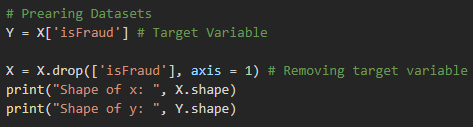 # Prearing Datasets
Y = X['isFraud'] # Target Variable
X = X.drop(['isFraud'], axis = 1) # Removing target variable
print("Shape of x: ", X.shape)
print("Shape of y: ", Y.shape)